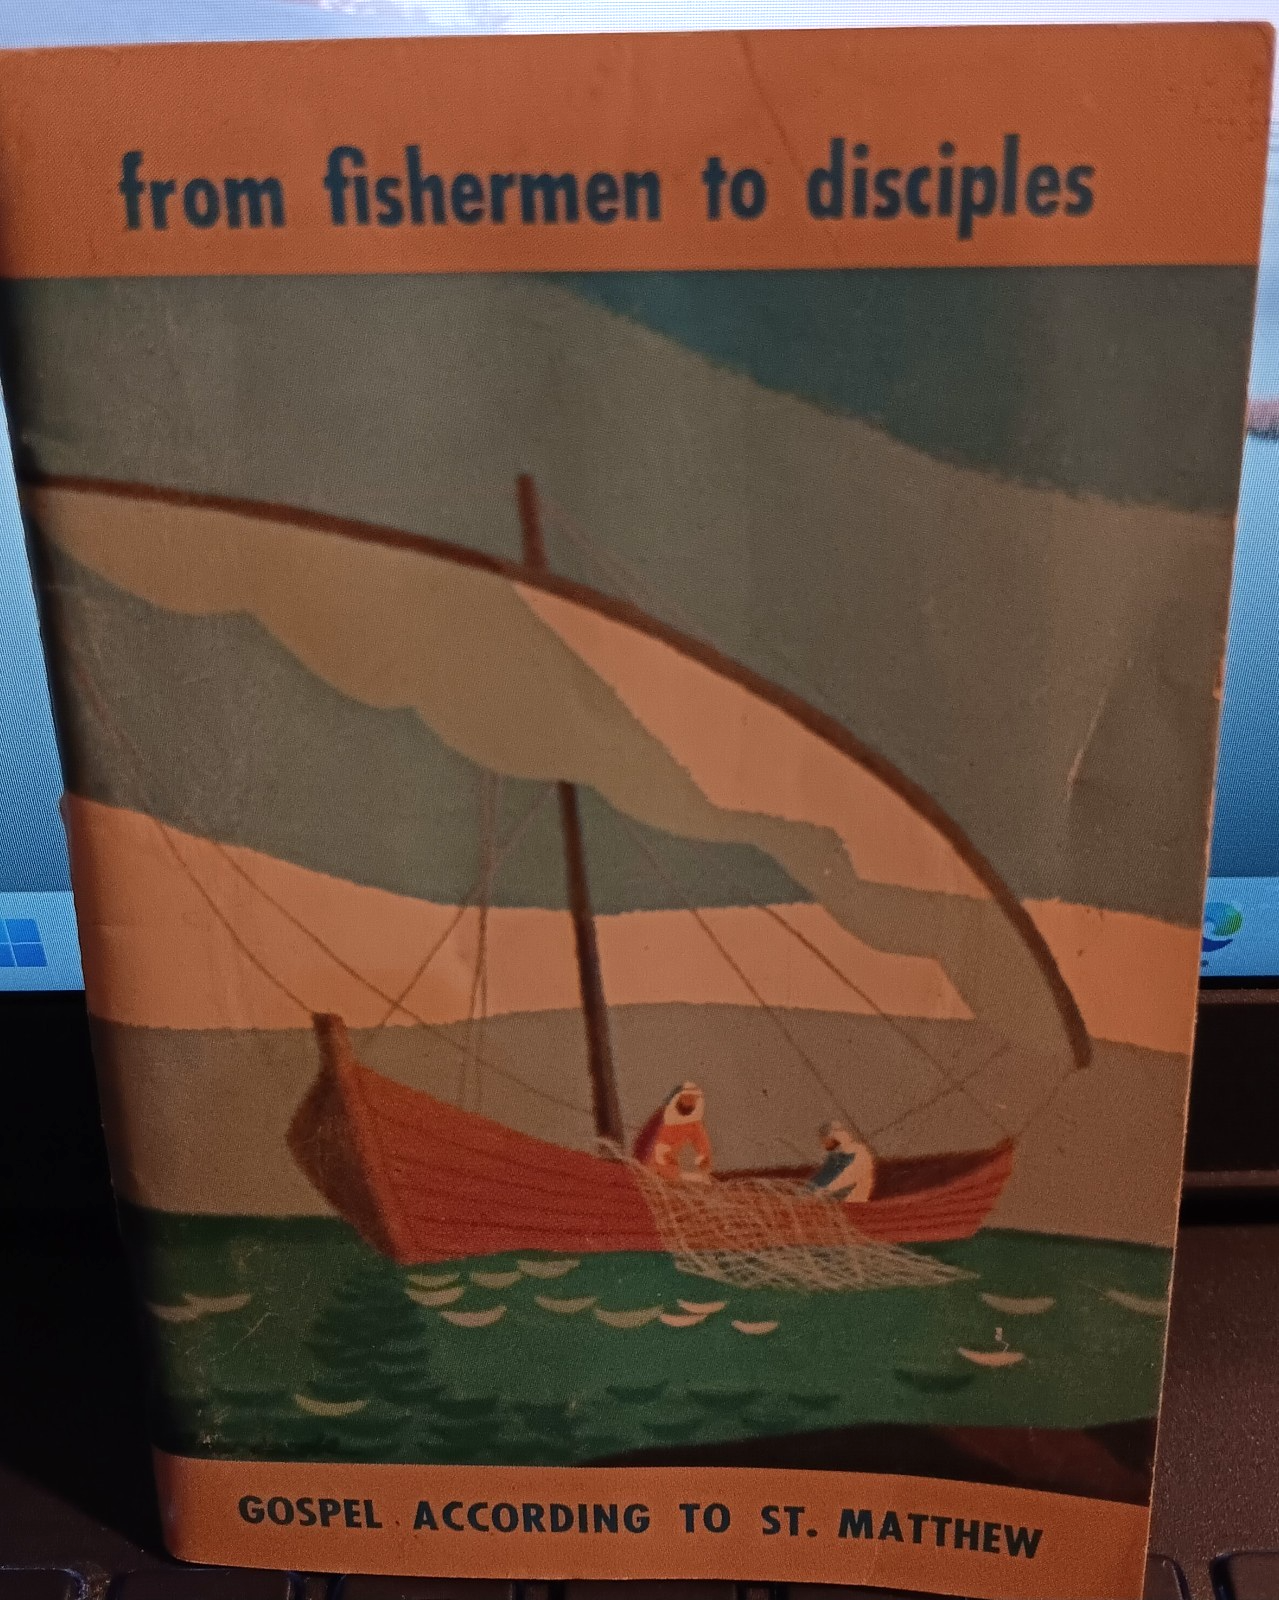 from fishermen to disciples
GOSPEL ACCORDING TO ST. MATTHEW